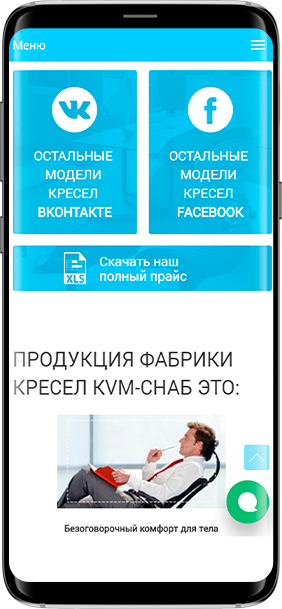 Меню
ОСТАЛЬНЫЕ
МОДЕЛИ
КРЕСЕЛ
ВКОНТАКТЕ
ОСТАЛЬНЫЕ
МОДЕЛИ
КРЕСЕЛ
FACEBOOK
XLS
Скачать наш
полный прайс
ПРОДУКЦИЯ ФАБРИКИ
КРЕСЕЛ KVM-СНАБ ЭТО:
Безоговорочный комфорт для тела